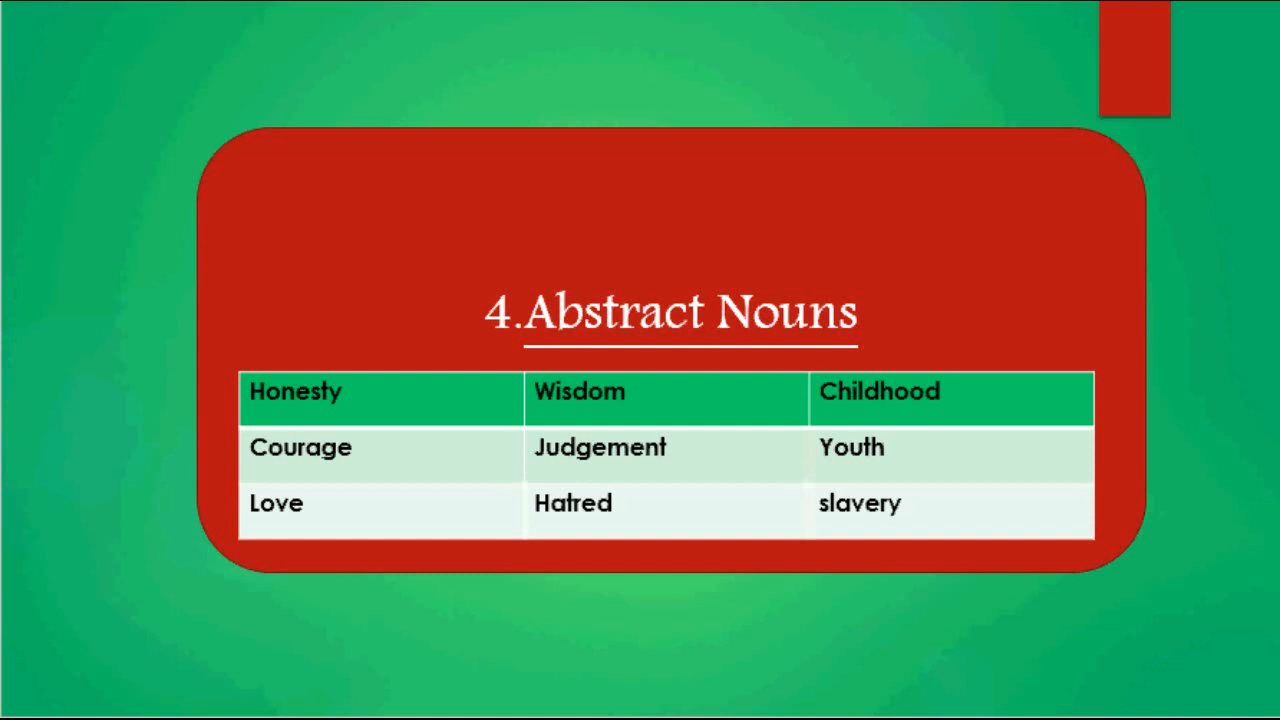 4.Abstract Nouns
Honesty Wisdom Childhood
Courage Judgement Youth
Love Hatred slavery